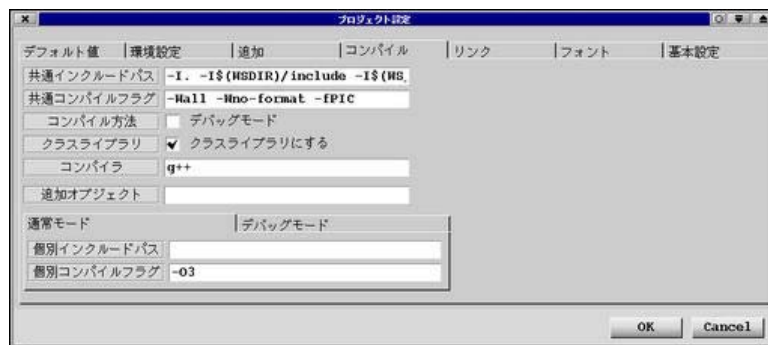 プロジェクト設定
デフォルト値 環境設定 追加 コンパイル リンク フォント 基本設定
共通インクルードパス -I. -I$(WSDIR)/include -I$(WS
共通コンパイルフラグ -Wall -Wno-format -fPIC
コンパイル方法 デバッグモード
クラスライブラリ クラスライブラリにする
コンパイラ g++
追加オブジェクト
通常モード デバッグモード
個別インクルードパス
個別コンパイルフラグ -O3
OK Cancel